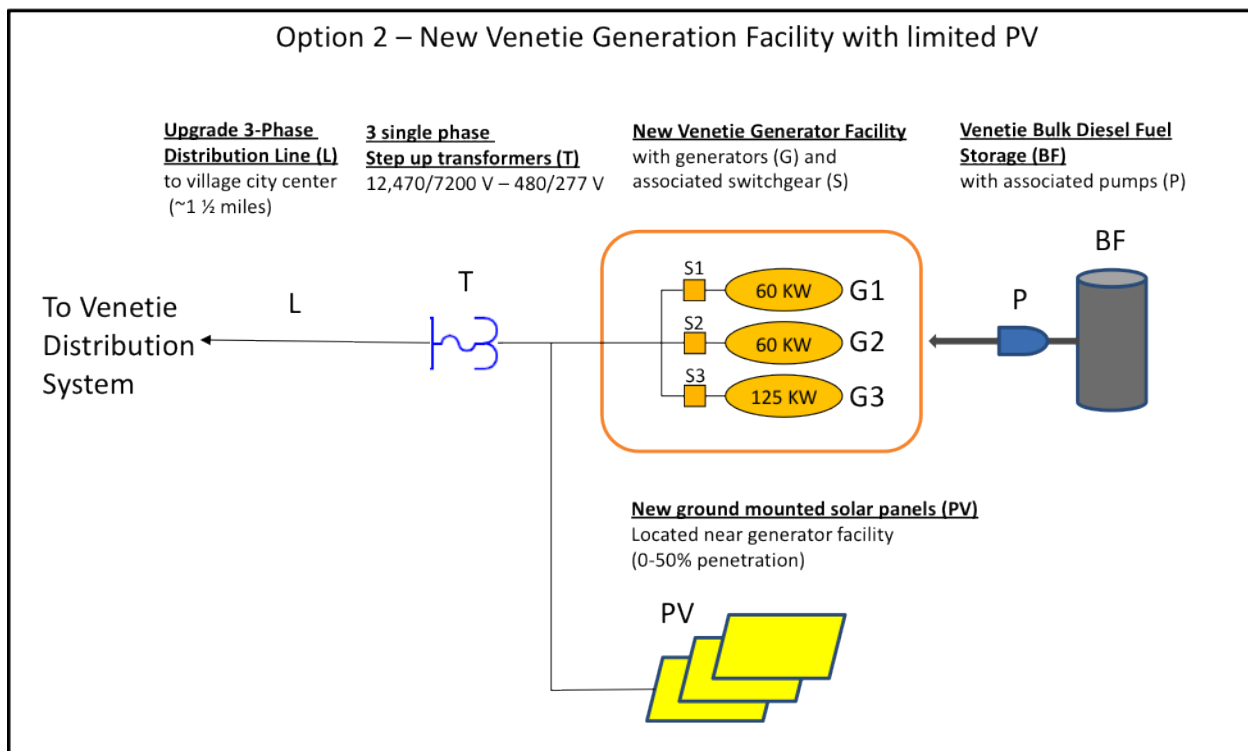 Option 2 – New Venetie Generation Facility with limited PV
Upgrade 3-Phase
Distribution Line (L)
to village city center
(~1 ½ miles)
3 single phase
Step up transformers (T)
12,470/7200 V – 480/277 V
New Venetie Generator Facility
with generators (G) and
associated switchgear (S)
Venetie Bulk Diesel Fuel
Storage (BF)
with associated pumps (P)
To Venetie
Distribution
System
L
T
S1
60 KW
G1
S2
60 KW
G2
S3
125 KW
G3
P
BF
New ground mounted solar panels (PV)
Located near generator facility
(0-50% penetration)
PV